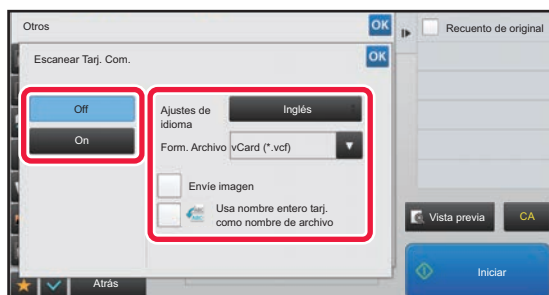 Otros
OK
Recuento de original
Escanear Tarj. Com.
OK
Off
On
Ajustes de
idioma
Inglés
Form. Archivo
vCard (*.vcf)
Envíe imagen
Usa nombre entero tarj.
como nombre de archivo
Vista previa
CA
Atrás
Iniciar